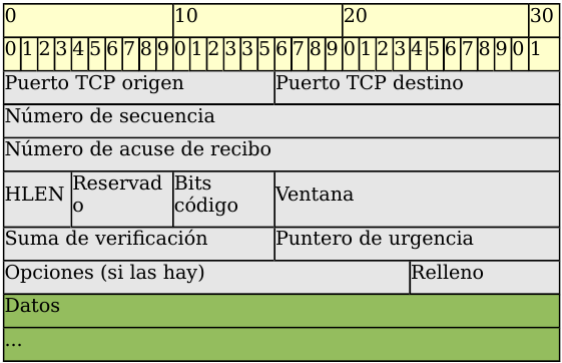 0 10 20 30
0 1 2 3 4 5 6 7 8 9 0 1 2 3 3 5 6 7 8 9 0 1 2 3 4 5 6 7 8 9 0 1
Puerto TCP origen Puerto TCP destino
Número de secuencia
Número de acuse de recibo
HLEN
Reservad
o
Bits
código
Ventana
Suma de verificación Puntero de urgencia
Opciones (si las hay) Relleno
Datos
...